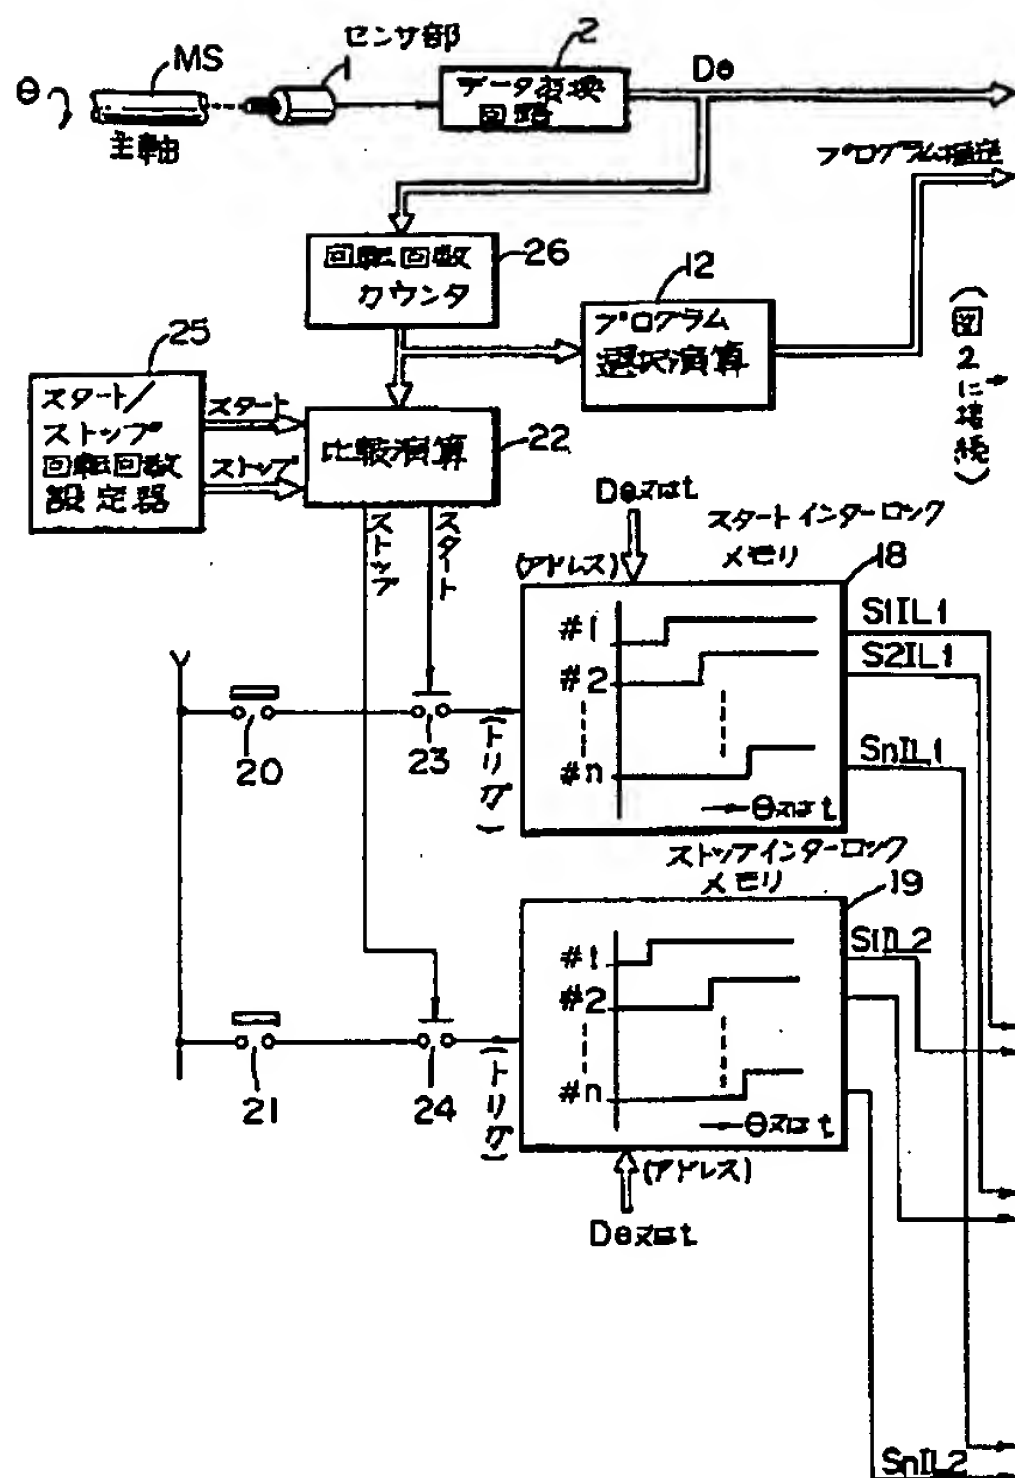 センサ部
2
MS
1
Dθ
θ
データ変換
回路
主軸
プログラム指定
回転回数
カウンタ
26
12
プログラム
選択演算
(図2に接続)
25
スタート/
ストップ
回転回数
設定器
スタート
ストップ
比較演算
22
ストップ
スタート
Dθ又はt
スタートインターロック
メモリ
(アドレス)
18
#1
#2
#n
→θ又はt
S1IL1
S2IL1
SnIL1
20
23
(トリガ)
ストップインターロック
メモリ
19
#1
#2
#n
→θ又はt
S1IL2
21
24
(トリガ)
(アドレス)
Dθ又はt
SnIL2